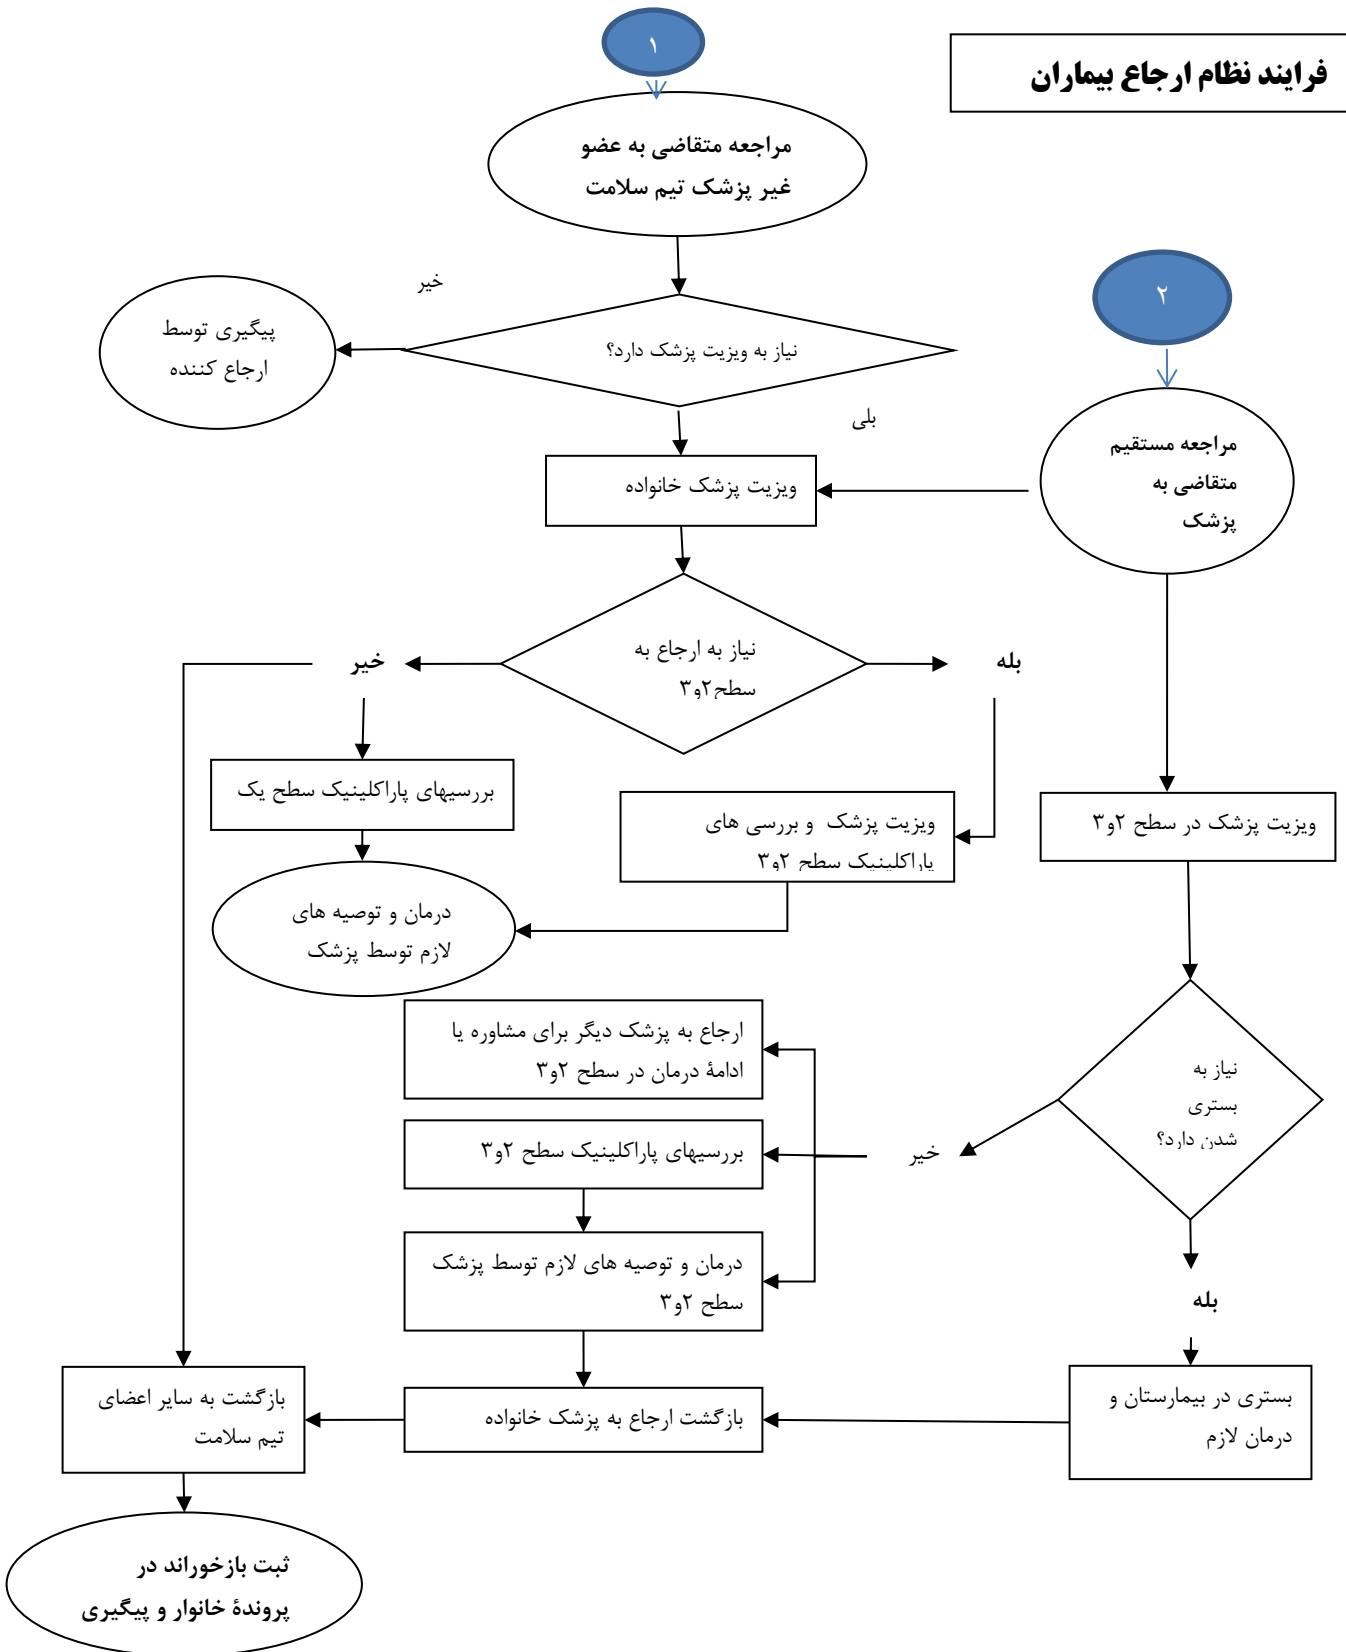 فرایند نظام ارجاع بیماران
۱
مراجعه متقاضی به عضو
غیر پزشک تیم سلامت
خیر
پیگیری توسط
ارجاع کننده
نیاز به ویزیت پزشک دارد؟
۲
بلی
مراجعه مستقیم
متقاضی به
پزشک
ویزیت پزشک خانواده
نیاز به ارجاع به
سطح۲و۳
بله
خیر
بررسیهای پاراکلینیک سطح یک
ویزیت پزشک و بررسی های
پاراکلینیک سطح ۲و۳
ویزیت پزشک در سطح ۲و۳
درمان و توصیه های
لازم توسط پزشک
ارجاع به پزشک دیگر برای مشاوره یا
ادامۀ درمان در سطح ۲و۳
نیاز به
بستری
شدن دارد؟
خیر
بررسیهای پاراکلینیک سطح ۲و۳
درمان و توصیه های لازم توسط پزشک
سطح ۲و۳
بله
بستری در بیمارستان و
درمان لازم
بازگشت ارجاع به پزشک خانواده
بازگشت به سایر اعضای
تیم سلامت
ثبت بازخوراند در
پروندۀ خانوار و پیگیری